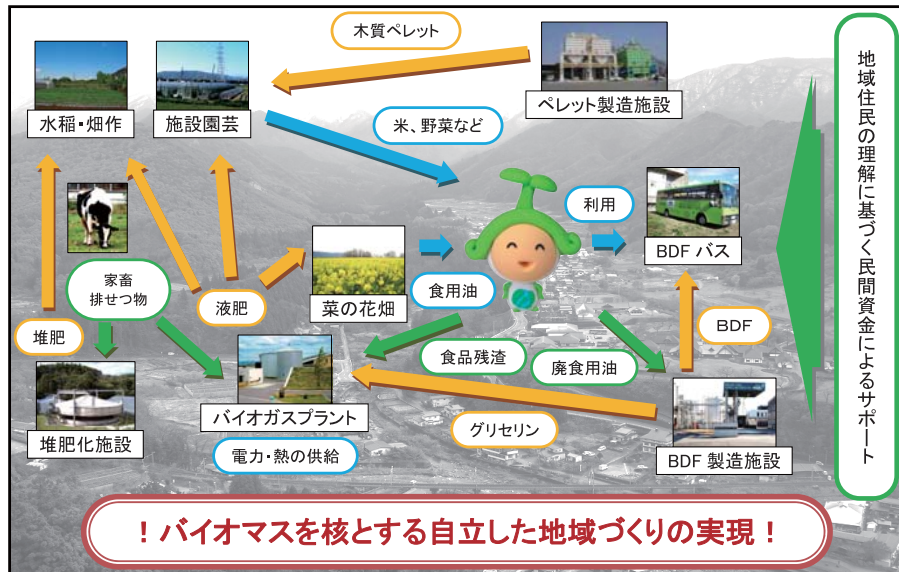 木質ペレット
ペレット製造施設
水稲・畑作
施設園芸
米、野菜など
利用
BDF バス
家畜
排せつ物
液肥
菜の花畑
食用油
堆肥
BDF
食品残渣
廃食用油
堆肥化施設
バイオガスプラント
グリセリン
電力・熱の供給
BDF 製造施設
地域住民の理解に基づく民間資金によるサポート
！バイオマスを核とする自立した地域づくりの実現！